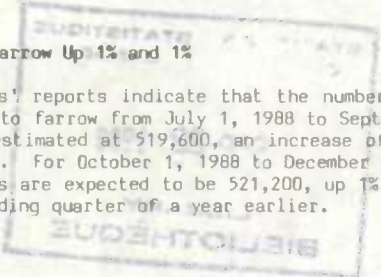 arrow Up 1% and 1%
s' reports indicate that the number
to farrow from July 1, 1988 to Sept
estimated at 519,600, an increase of
. For October 1, 1988 to December
s are expected to be 521,200, up 1%
ding quarter of a year earlier.
BIBLIOTHÈQUE